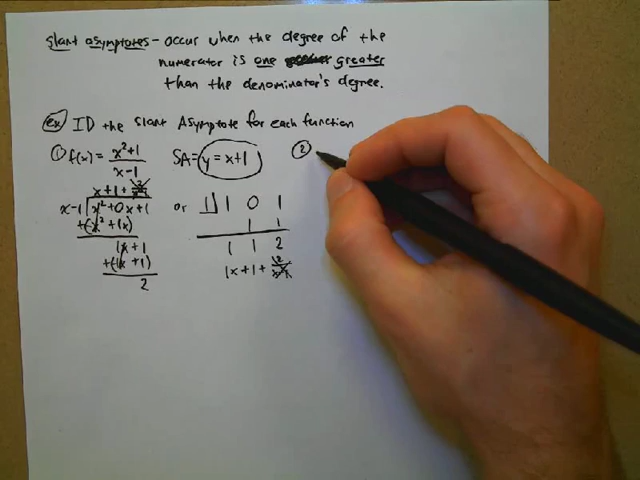 slant asymptotes - occur when the degree of the
numerator is one greater
than the denominator's degree.
ex) ID the slant Asymptote for each function
① f(x) = x²+1 / x-1
SA = y = x+1
②
x+1+
x-1 | x²+0x+1
+(-x²+1x)
1x+1
+(-1x+1)
2
or 1| 1 0 1
1 1
1 1 2
1x+1+